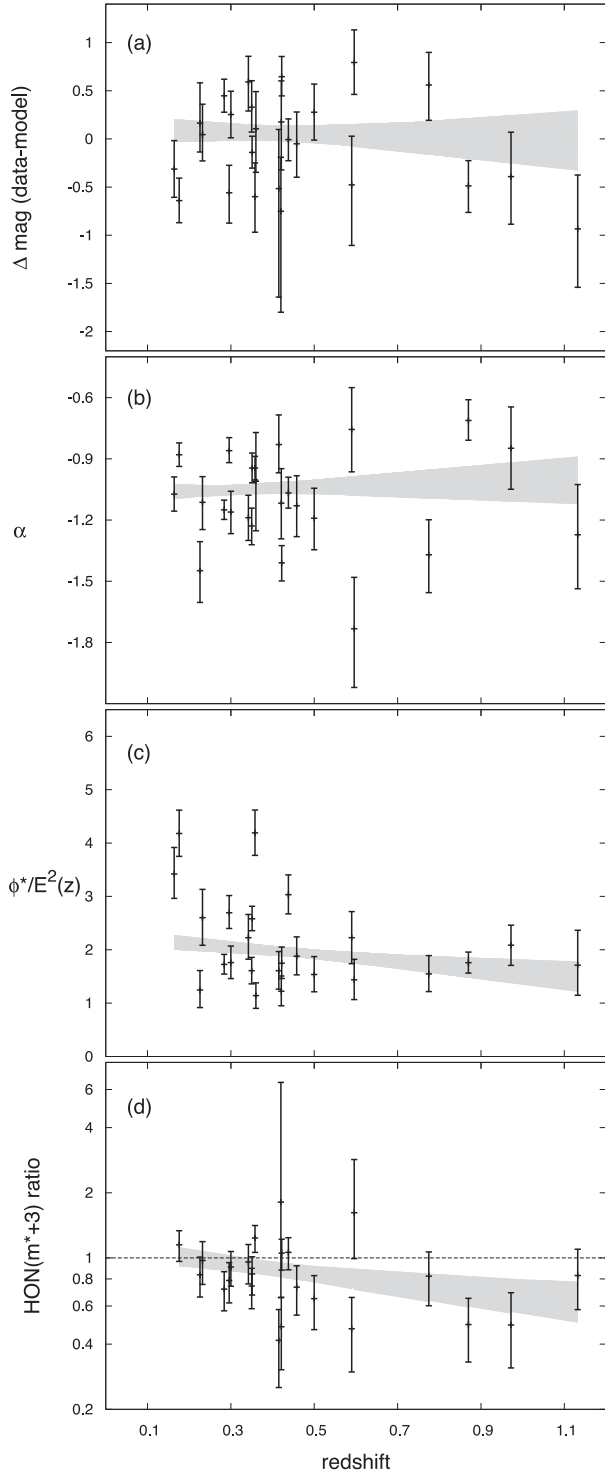 (a)
Δ mag (data-model)
1
0.5
0
-0.5
-1
-1.5
-2
(b)
α
-0.6
-0.9
-1.2
-1.5
-1.8
(c)
ϕ*/E²(z)
6
5
4
3
2
1
0
(d)
HON(m*+3) ratio
6
4
2
1
0.8
0.6
0.4
0.2
0.1 0.3 0.5 0.7 0.9 1.1
redshift